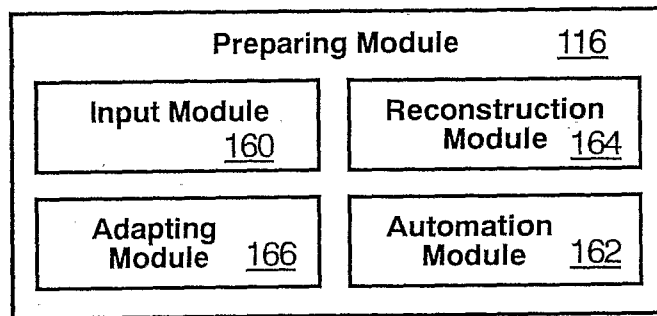 Preparing Module 116
Input Module
160
Reconstruction
Module 164
Adapting
Module 166
Automation
Module 162